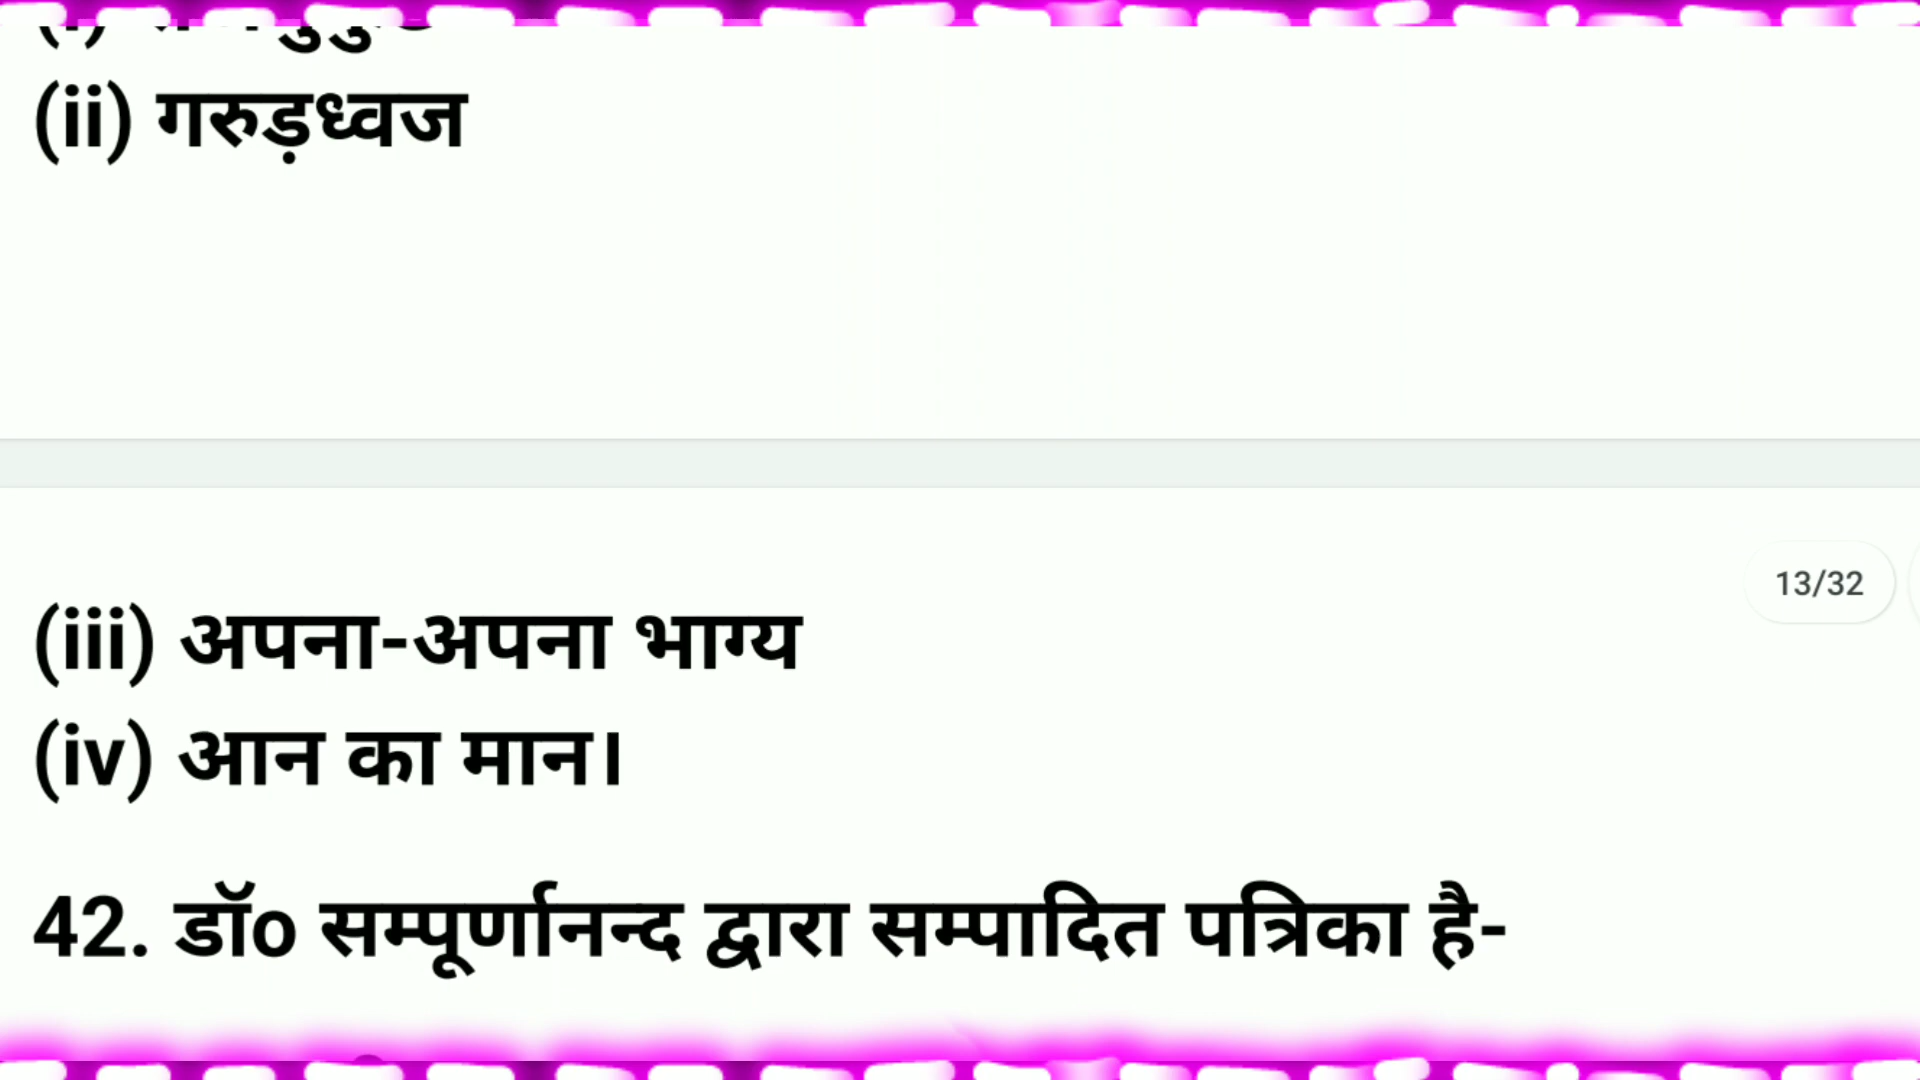 (ii) गरुड़ध्वज
13/32
(iii) अपना-अपना भाग्य
(iv) आन का मान।
42. डॉ० सम्पूर्णानन्द द्वारा सम्पादित पत्रिका है-